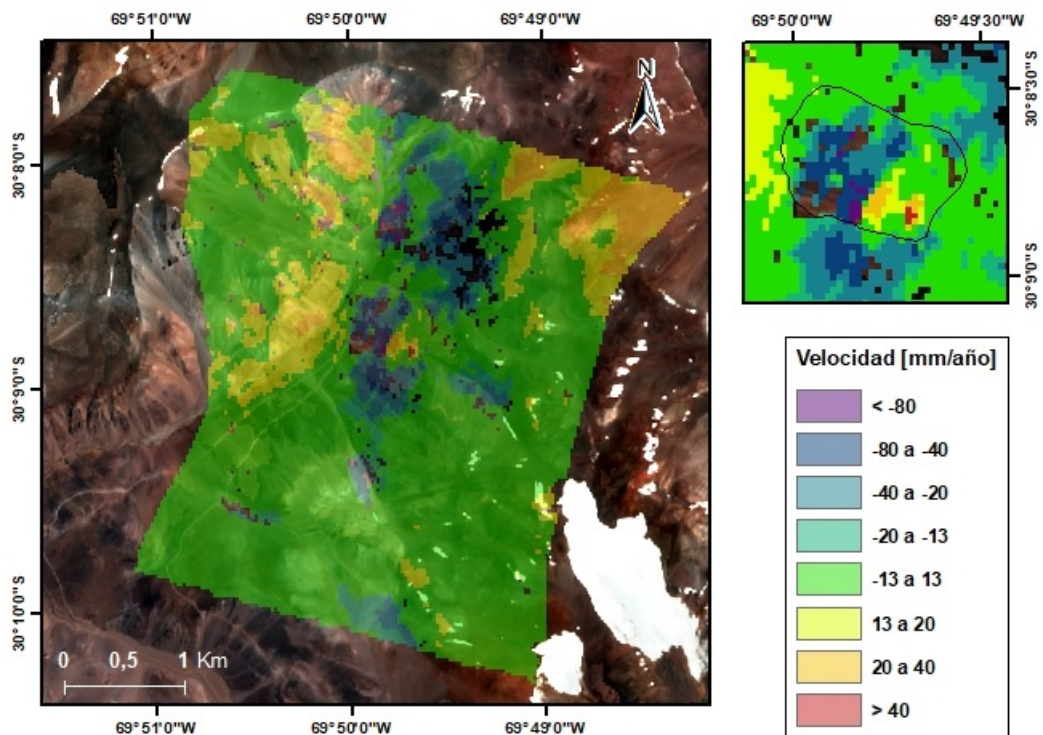 69°51'0"W 69°50'0"W 69°49'0"W
69°50'0"W 69°49'30"W
N
30°8'0"S
30°9'0"S
30°10'0"S
30°8'30"S
30°9'0"S
0 0,5 1 Km
69°51'0"W 69°50'0"W 69°49'0"W
Velocidad [mm/año]
< -80
-80 a -40
-40 a -20
-20 a -13
-13 a 13
13 a 20
20 a 40
> 40